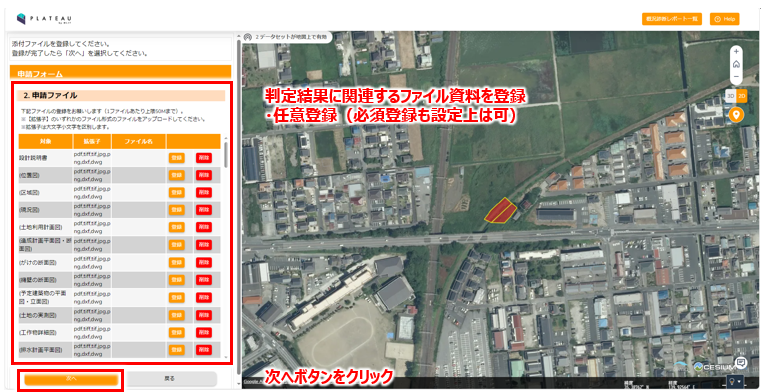 PLATEAU
by MLIT
概況診断レポート一覧
Help
添付ファイルを登録してください。
登録が完了したら「次へ」を選択してください。
2 データセットが地図上で有効
申請フォーム
2. 申請ファイル
下記ファイルの登録をお願いします（1ファイルあたり上限50Mまで）。
※【拡張子】のいずれかのファイル形式のファイルをアップロードしてください。
※拡張子は大文字小文字を区別します。
対象 拡張子 ファイル名
設計説明書 pdf,tiff,tif,jpg,png,dxf,dwg 登録 削除
(位置図) pdf,tiff,tif,jpg,png,dxf,dwg 登録 削除
(区域図) pdf,tiff,tif,jpg,png,dxf,dwg 登録 削除
(現況図) pdf,tiff,tif,jpg,png,dxf,dwg 登録 削除
(土地利用計画図) pdf,tiff,tif,jpg,png,dxf,dwg 登録 削除
(造成計画平面図・断面図) pdf,tiff,tif,jpg,png,dxf,dwg 登録 削除
(がけの断面図) pdf,tiff,tif,jpg,png,dxf,dwg 登録 削除
(擁壁の断面図) pdf,tiff,tif,jpg,png,dxf,dwg 登録 削除
(予定建築物の平面図・立面図) pdf,tiff,tif,jpg,png,dxf,dwg 登録 削除
(土地の実測図) pdf,tiff,tif,jpg,png,dxf,dwg 登録 削除
(工作物詳細図) pdf,tiff,tif,jpg,png,dxf,dwg 登録 削除
(排水計画平面図) pdf,tiff,tif,jpg,png,dxf,dwg 登録 削除
次へ 戻る
判定結果に関連するファイル資料を登録
・任意登録（必須登録も設定上は可）
3D 2D
次へボタンをクリック
CESIUM
緯度
経度